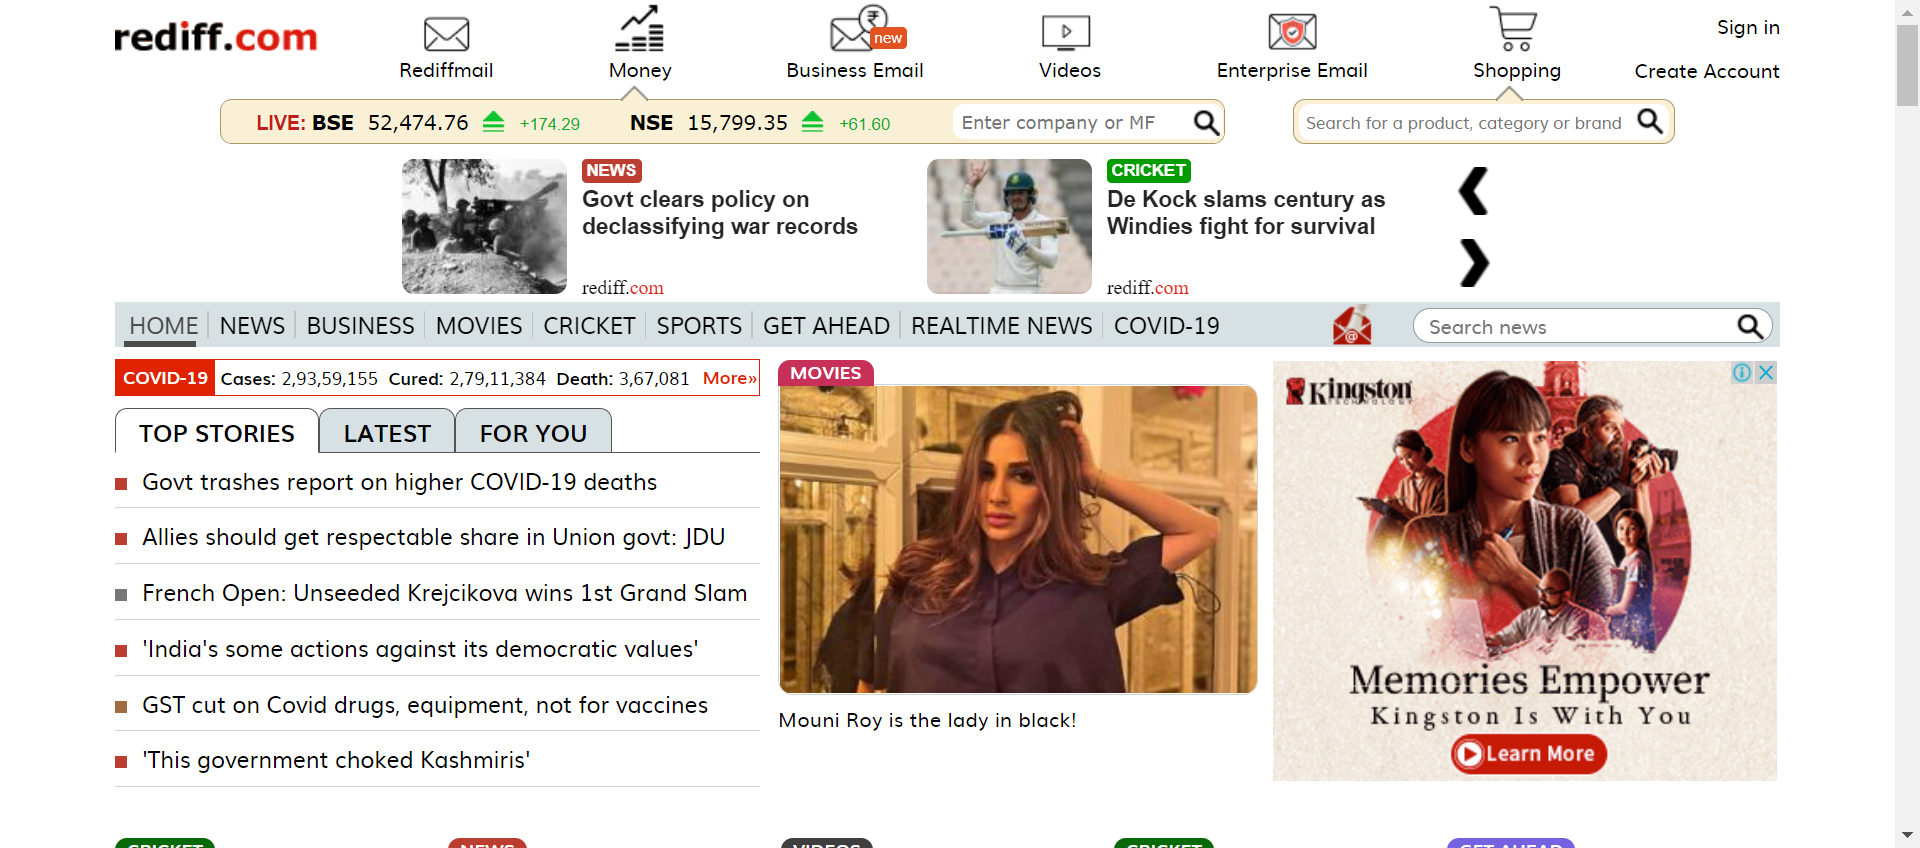 rediff.com
Rediffmail
Money
new
Business Email
Videos
Enterprise Email
Shopping
Sign in
Create Account
LIVE: BSE 52,474.76 +174.29 NSE 15,799.35 +61.60
Enter company or MF
Search for a product, category or brand
NEWS
Govt clears policy on
declassifying war records
rediff.com
CRICKET
De Kock slams century as
Windies fight for survival
rediff.com
HOME NEWS BUSINESS MOVIES CRICKET SPORTS GET AHEAD REALTIME NEWS COVID-19
@
Search news
COVID-19 Cases: 2,93,59,155 Cured: 2,79,11,384 Death: 3,67,081 More»
TOP STORIES LATEST FOR YOU
Govt trashes report on higher COVID-19 deaths
Allies should get respectable share in Union govt: JDU
French Open: Unseeded Krejcikova wins 1st Grand Slam
'India's some actions against its democratic values'
GST cut on Covid drugs, equipment, not for vaccines
'This government choked Kashmiris'
MOVIES
Mouni Roy is the lady in black!
Kingston
TECHNOLOGY
Memories Empower
Kingston Is With You
Learn More
CRICKET NEWS VIDEOS CRICKET GET AHEAD